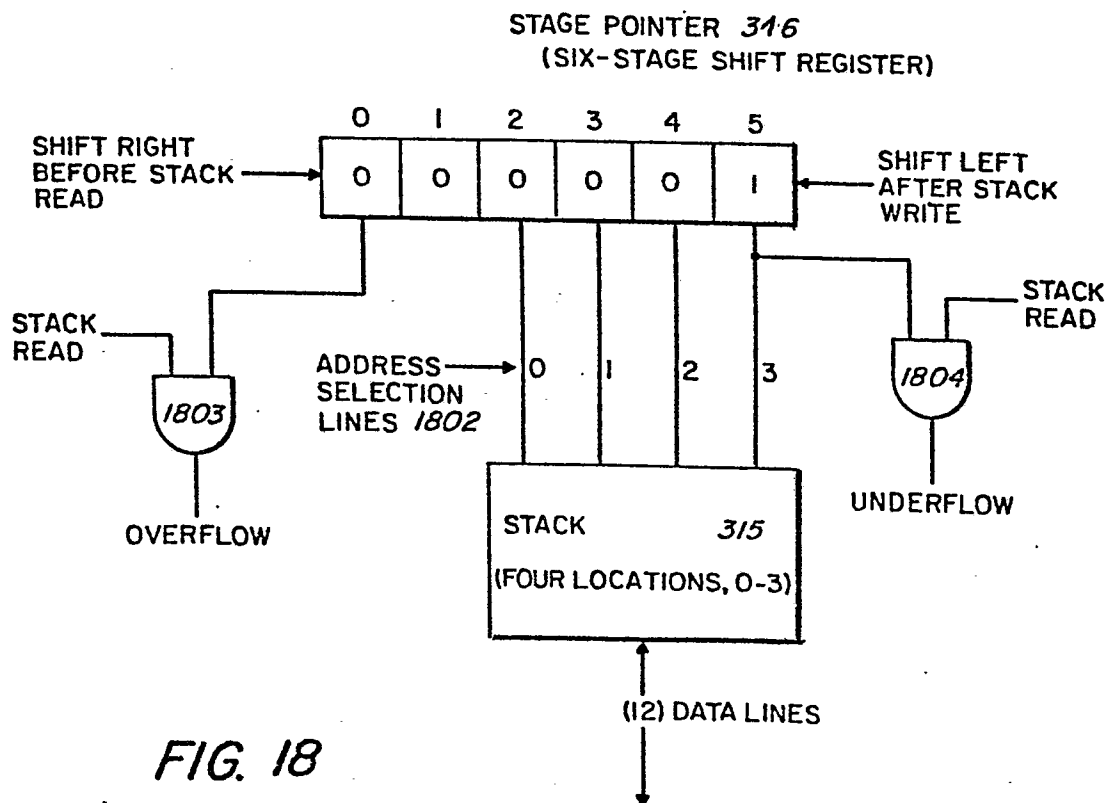 STAGE POINTER 316
(SIX-STAGE SHIFT REGISTER)
0 1 2 3 4 5
SHIFT RIGHT
BEFORE STACK
READ
0 0 0 0 0 1
SHIFT LEFT
AFTER STACK
WRITE
STACK
READ
1803
OVERFLOW
ADDRESS
SELECTION
LINES 1802
0 1 2 3
STACK
READ
1804
UNDERFLOW
STACK 315
(FOUR LOCATIONS, 0-3)
(12) DATA LINES
FIG. 18